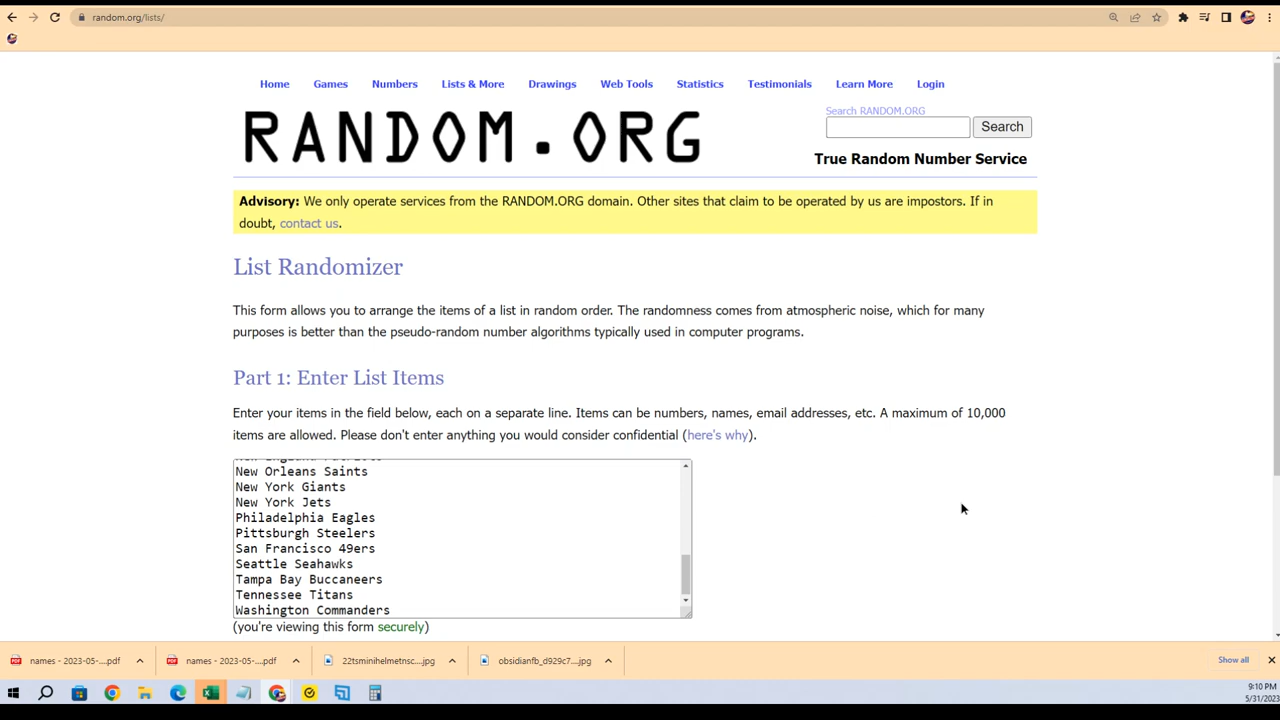 random.org/lists/
Home Games Numbers Lists & More Drawings Web Tools Statistics Testimonials Learn More Login
RANDOM.ORG
Search RANDOM.ORG
Search
True Random Number Service
Advisory: We only operate services from the RANDOM.ORG domain. Other sites that claim to be operated by us are impostors. If in
doubt, contact us.
List Randomizer
This form allows you to arrange the items of a list in random order. The randomness comes from atmospheric noise, which for many
purposes is better than the pseudo-random number algorithms typically used in computer programs.
Part 1: Enter List Items
Enter your items in the field below, each on a separate line. Items can be numbers, names, email addresses, etc. A maximum of 10,000
items are allowed. Please don't enter anything you would consider confidential (here's why).
New England Patriots
New Orleans Saints
New York Giants
New York Jets
Philadelphia Eagles
Pittsburgh Steelers
San Francisco 49ers
Seattle Seahawks
Tampa Bay Buccaneers
Tennessee Titans
Washington Commanders
(you're viewing this form securely)
names - 2023-05-....pdf names - 2023-05-....pdf 22tsminihelmetnsc....jpg obsidianfb_d929c7....jpg Show all
9:10 PM
5/31/2023